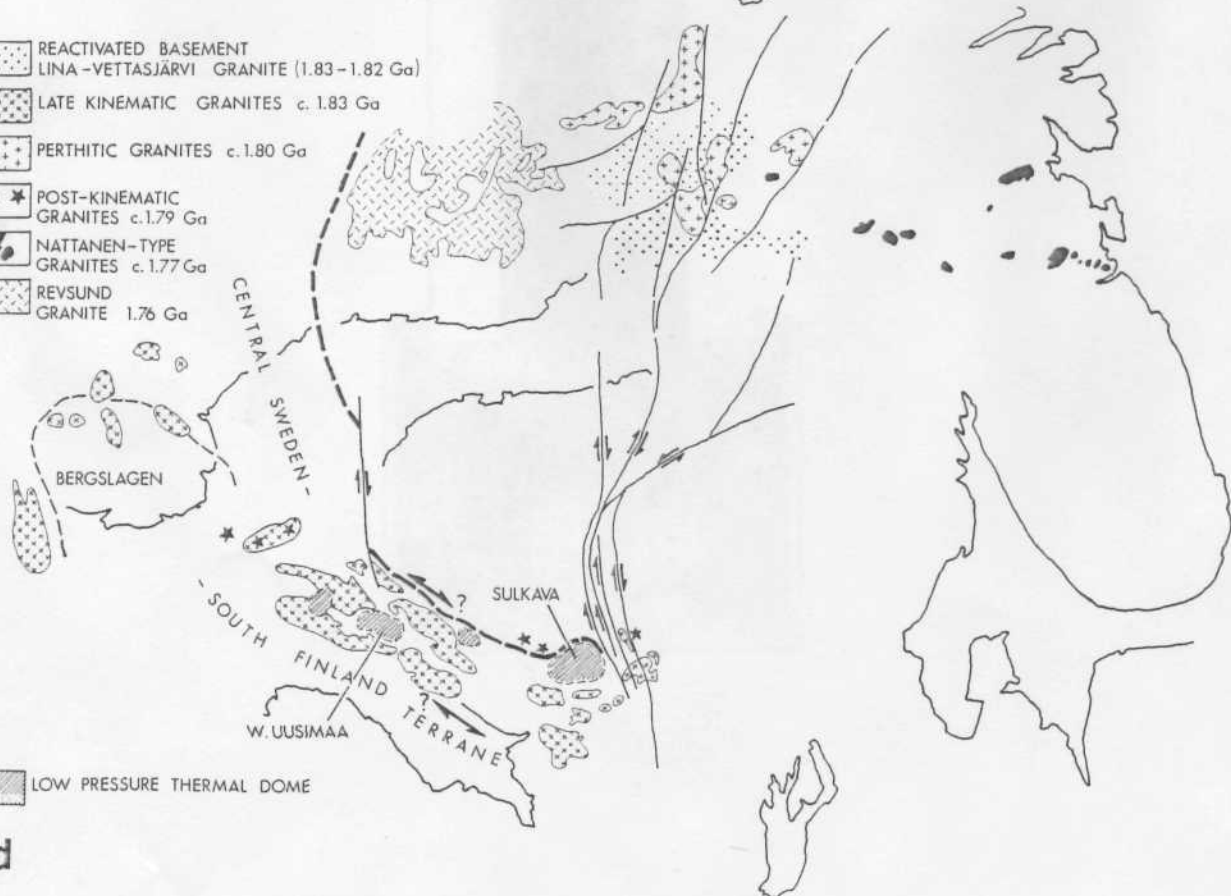 REACTIVATED BASEMENT
LINA-VETTASJÄRVI GRANITE (1.83-1.82 Ga)
LATE KINEMATIC GRANITES c. 1.83 Ga
PERTHITIC GRANITES c.1.80 Ga
POST-KINEMATIC
GRANITES c.1.79 Ga
NATTANEN-TYPE
GRANITES c.1.77Ga
REVSUND
GRANITE 1.76 Ga
CENTRAL SWEDEN-
BERGSLAGEN
- SOUTH FINLAND TERRANE
?
SULKAVA
?
W. UUSIMAA
LOW PRESSURE THERMAL DOME
d